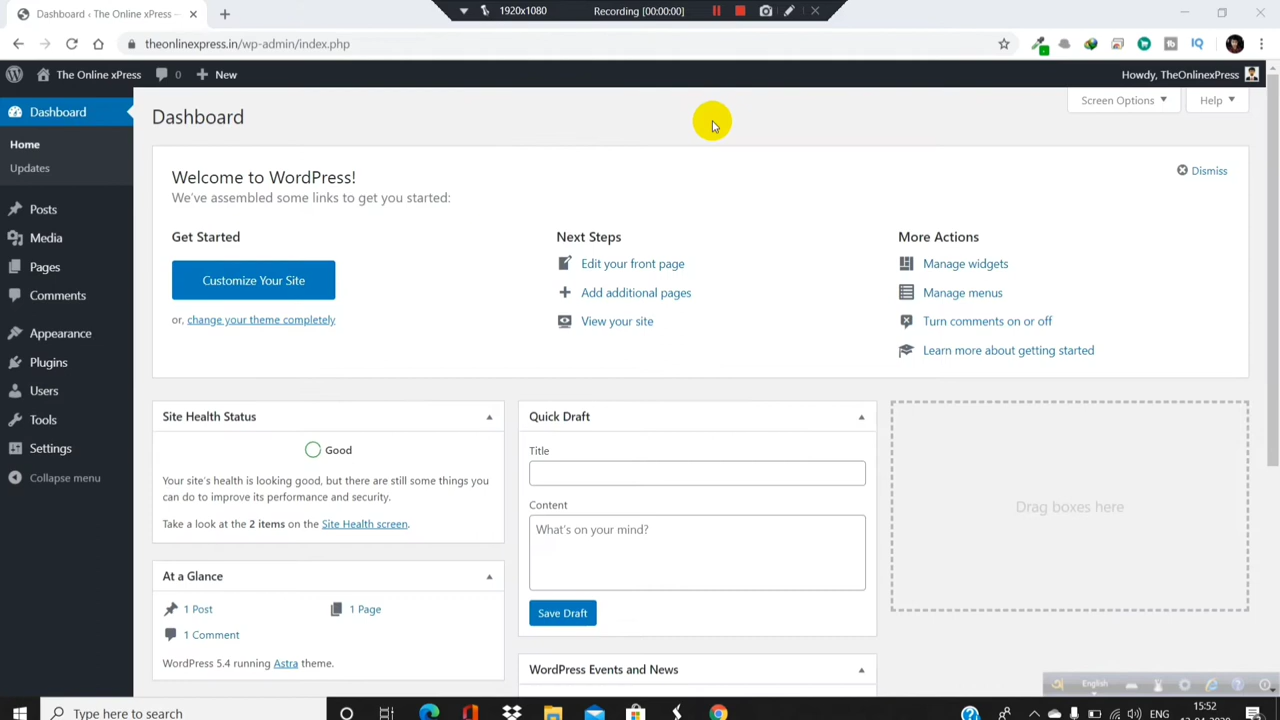 1920x1080 Recording [00:00:00]
Dashboard ‹ The Online xPress —
theonlinexpress.in/wp-admin/index.php
The Online xPress 0 New Howdy, TheOnlinexPress
Screen Options Help
Dashboard
Home
Updates
Posts
Media
Pages
Comments
Appearance
Plugins
Users
Tools
Settings
Collapse menu
Dashboard
Welcome to WordPress!
We've assembled some links to get you started:
Dismiss
Get Started
Customize Your Site
or, change your theme completely
Next Steps
Edit your front page
Add additional pages
View your site
More Actions
Manage widgets
Manage menus
Turn comments on or off
Learn more about getting started
Site Health Status
Good
Your site's health is looking good, but there are still some things you
can do to improve its performance and security.
Take a look at the 2 items on the Site Health screen.
At a Glance
1 Post 1 Page
1 Comment
WordPress 5.4 running Astra theme.
Quick Draft
Title
Content
What's on your mind?
Save Draft
WordPress Events and News
Drag boxes here
English
Type here to search
ENG
15:52